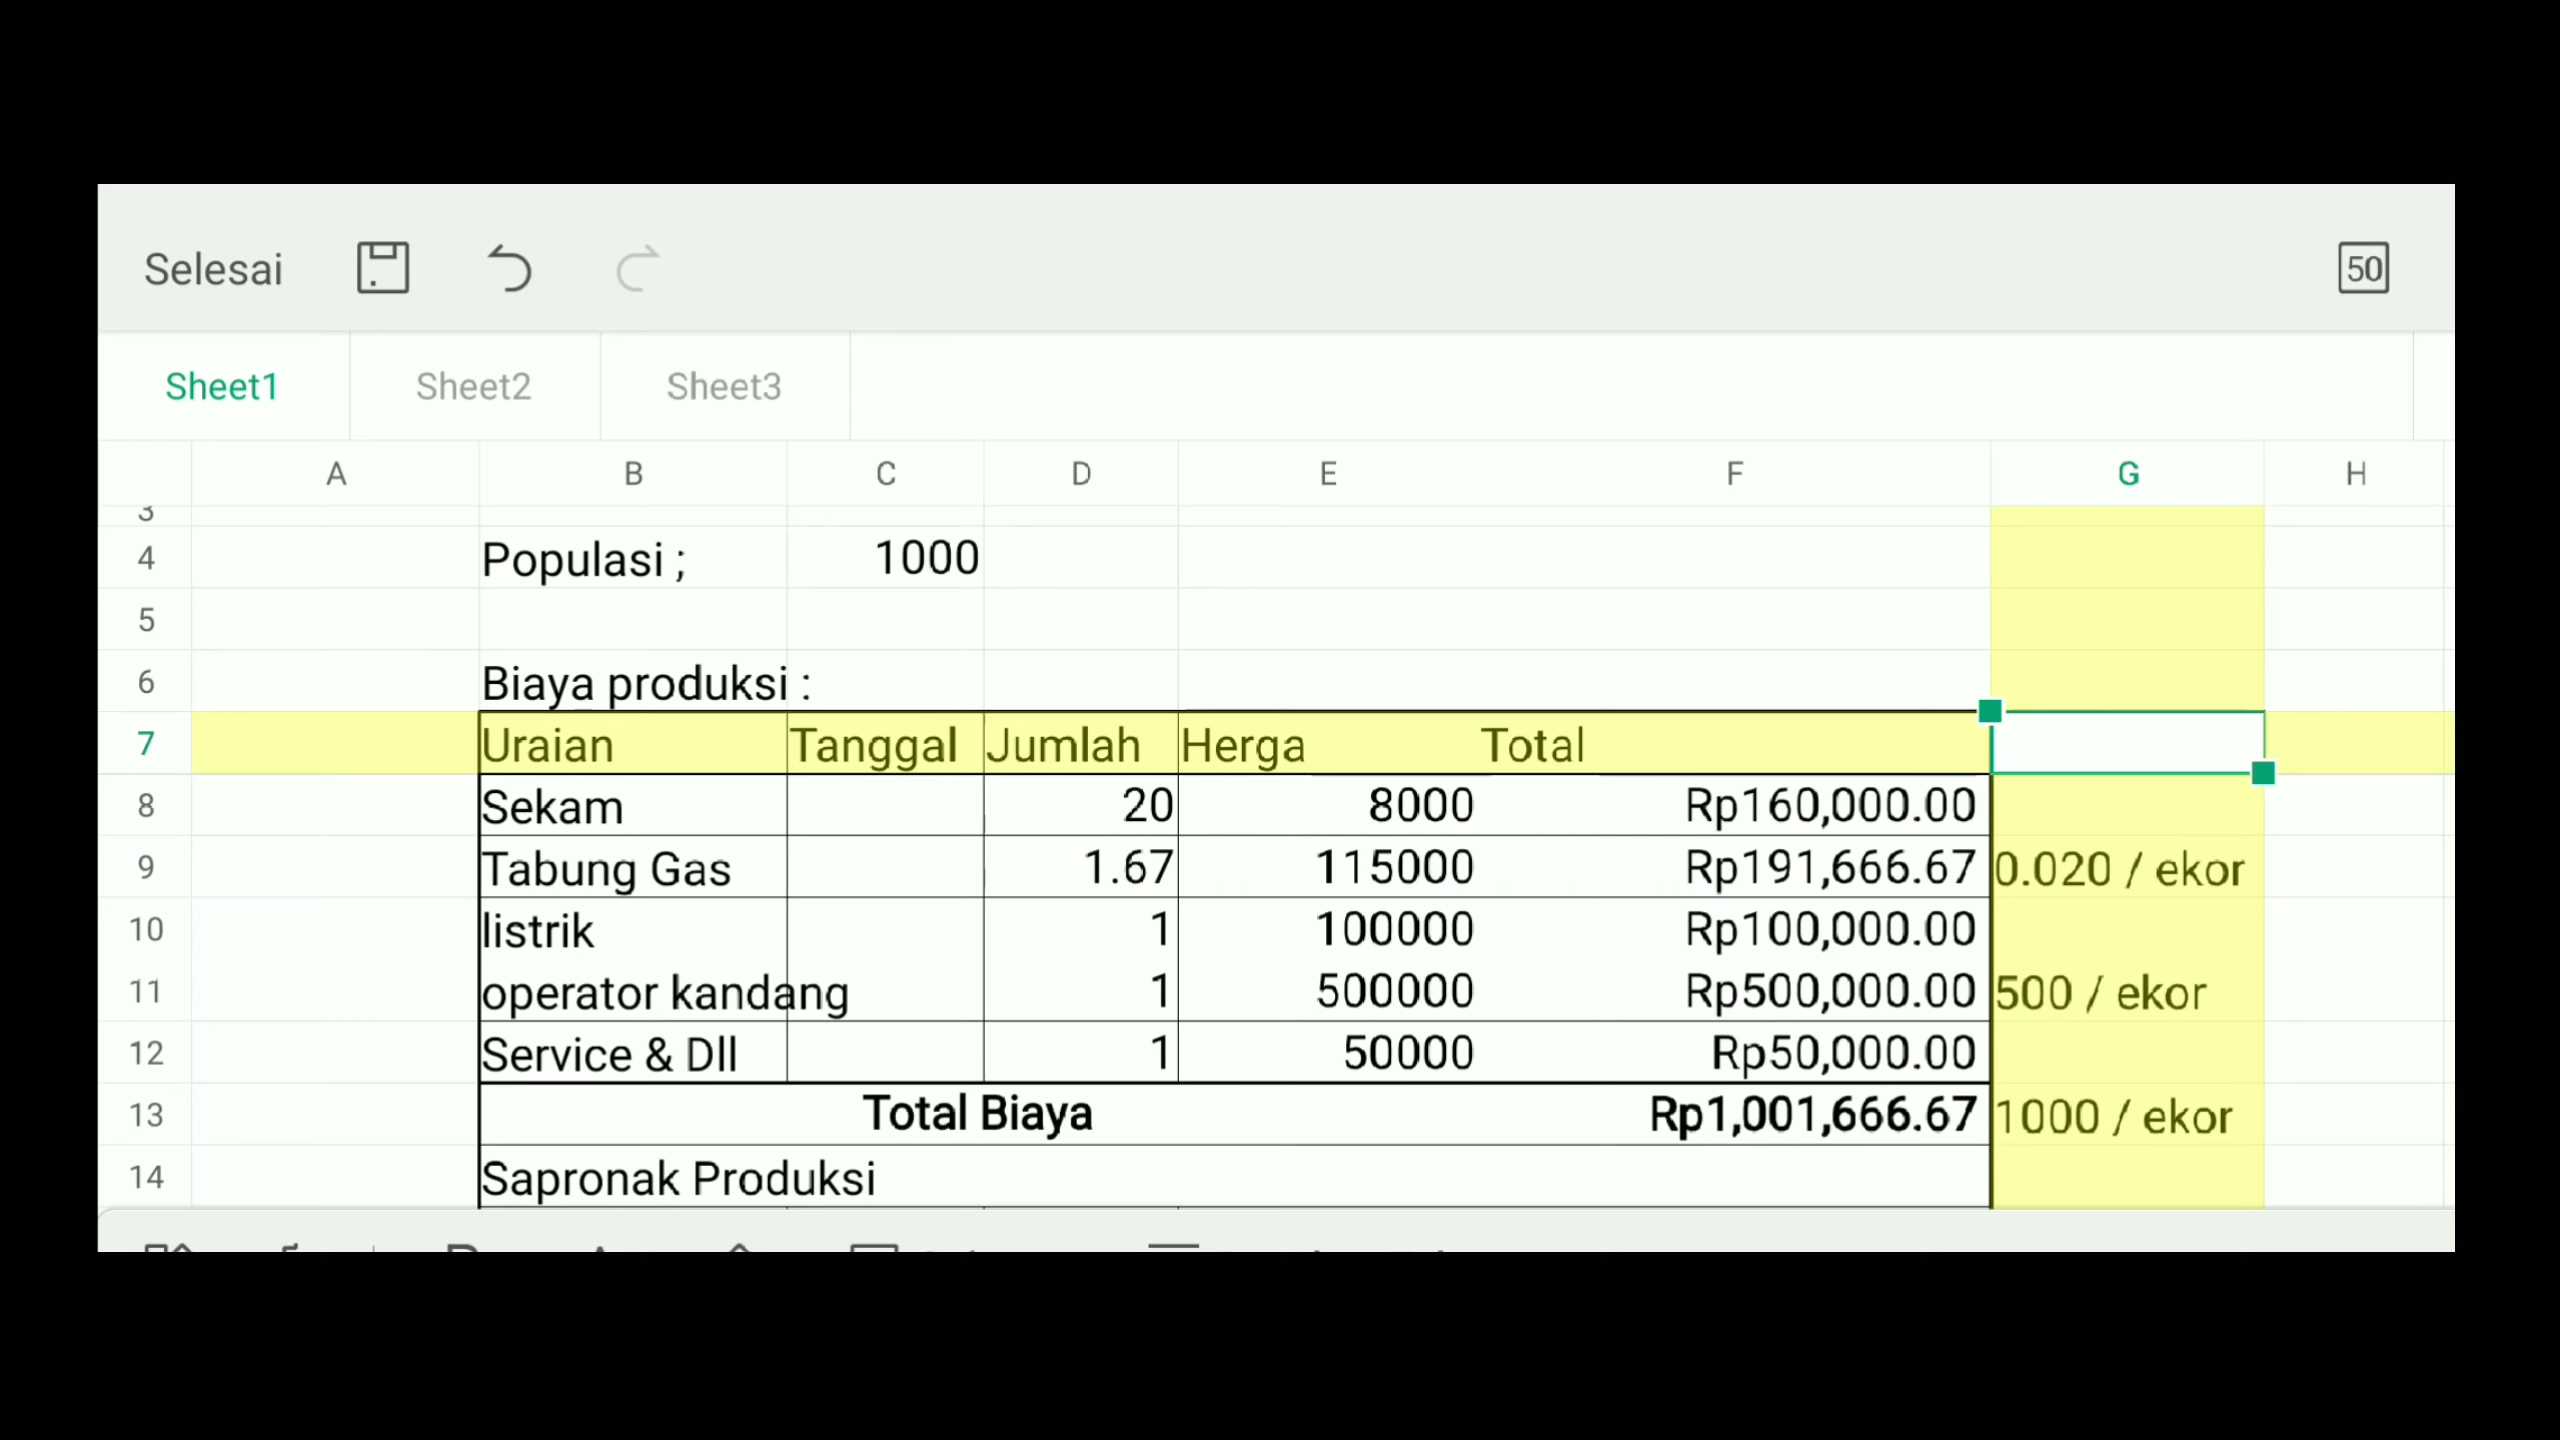 Selesai 50
Sheet1 Sheet2 Sheet3
A B C D E F G H
3
4 Populasi ; 1000
5
6 Biaya produksi :
7 Uraian Tanggal Jumlah Herga Total
8 Sekam 20 8000 Rp160,000.00
9 Tabung Gas 1.67 115000 Rp191,666.67 0.020 / ekor
10 listrik 1 100000 Rp100,000.00
11 operator kandang 1 500000 Rp500,000.00 500 / ekor
12 Service & Dll 1 50000 Rp50,000.00
13 Total Biaya Rp1,001,666.67 1000 / ekor
14 Sapronak Produksi